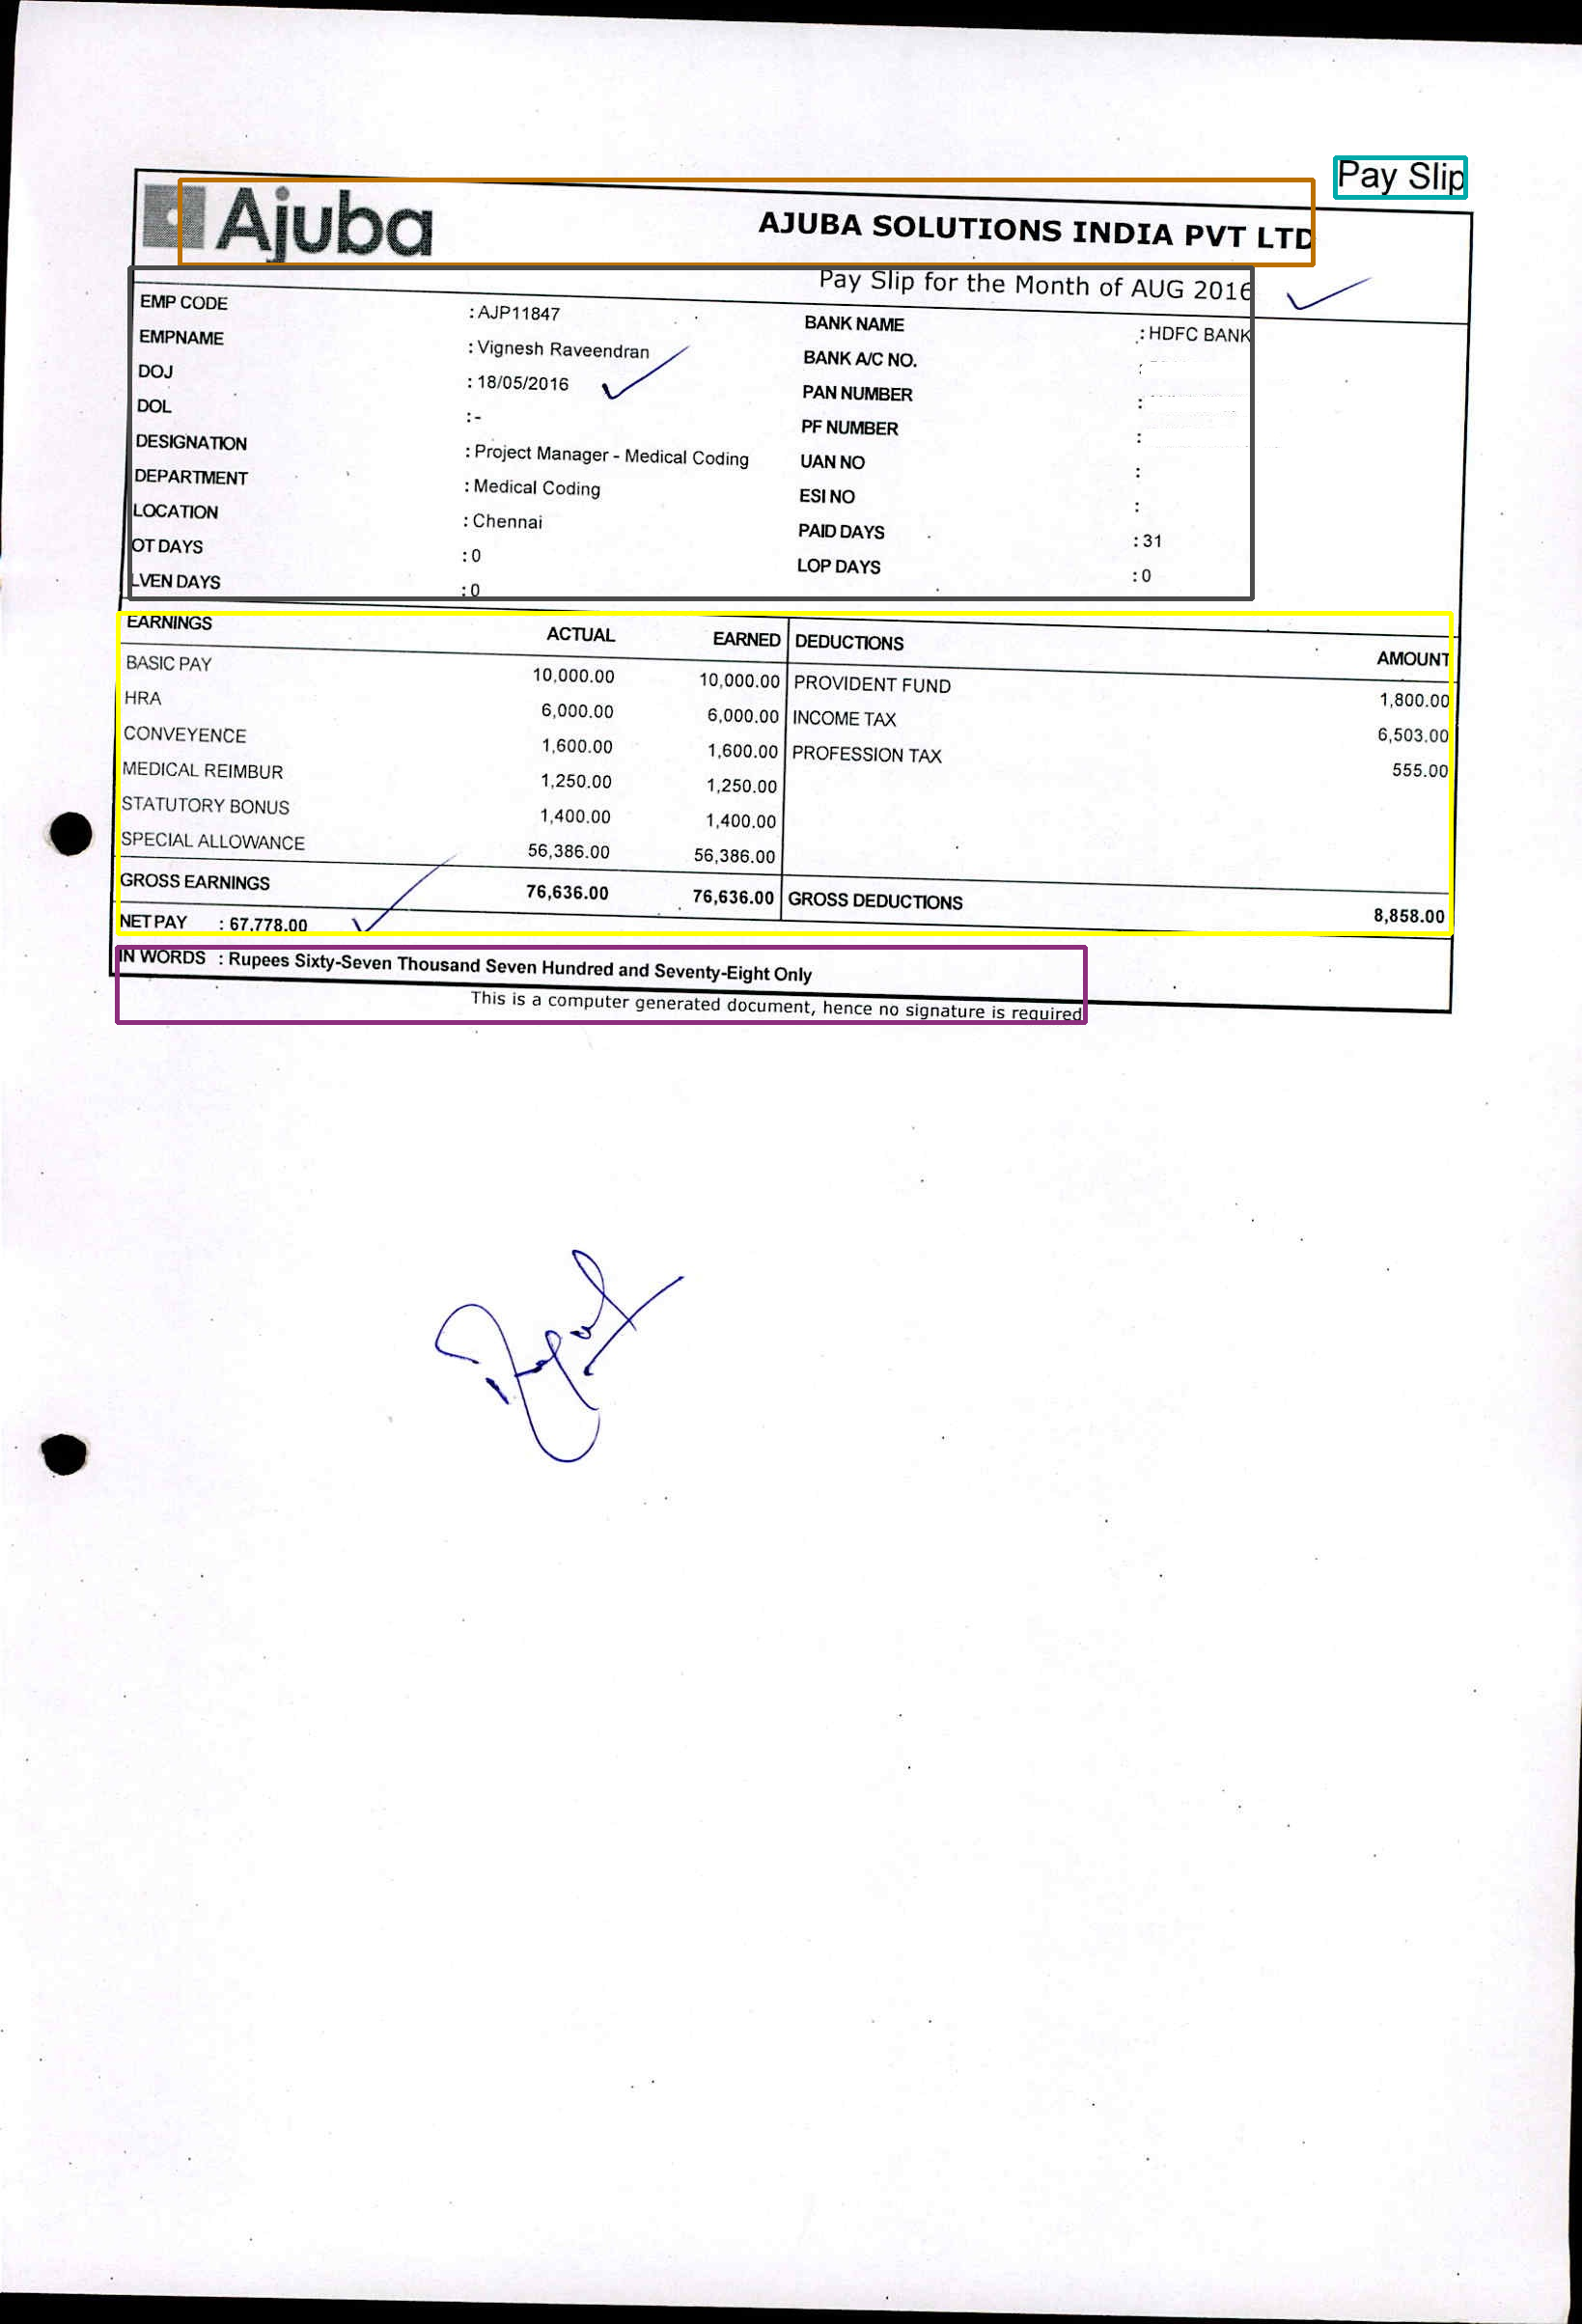 Pay Slip
Ajuba AJUBA SOLUTIONS INDIA PVT LTD
Pay Slip for the Month of AUG 2016
EMP CODE : AJP11847 BANK NAME : HDFC BANK
EMPNAME : Vignesh Raveendran BANK A/C NO. :
DOJ : 18/05/2016 PAN NUMBER :
DOL :- PF NUMBER :
DESIGNATION : Project Manager - Medical Coding UAN NO :
DEPARTMENT : Medical Coding ESI NO :
LOCATION : Chennai PAID DAYS : 31
OT DAYS : 0 LOP DAYS : 0
LVEN DAYS : 0
EARNINGS ACTUAL EARNED DEDUCTIONS AMOUNT
BASIC PAY 10,000.00 10,000.00 PROVIDENT FUND 1,800.00
HRA 6,000.00 6,000.00 INCOME TAX 6,503.00
CONVEYENCE 1,600.00 1,600.00 PROFESSION TAX 555.00
MEDICAL REIMBUR 1,250.00 1,250.00
STATUTORY BONUS 1,400.00 1,400.00
SPECIAL ALLOWANCE 56,386.00 56,386.00
GROSS EARNINGS 76,636.00 76,636.00 GROSS DEDUCTIONS 8,858.00
NET PAY : 67,778.00
IN WORDS : Rupees Sixty-Seven Thousand Seven Hundred and Seventy-Eight Only
This is a computer generated document, hence no signature is required